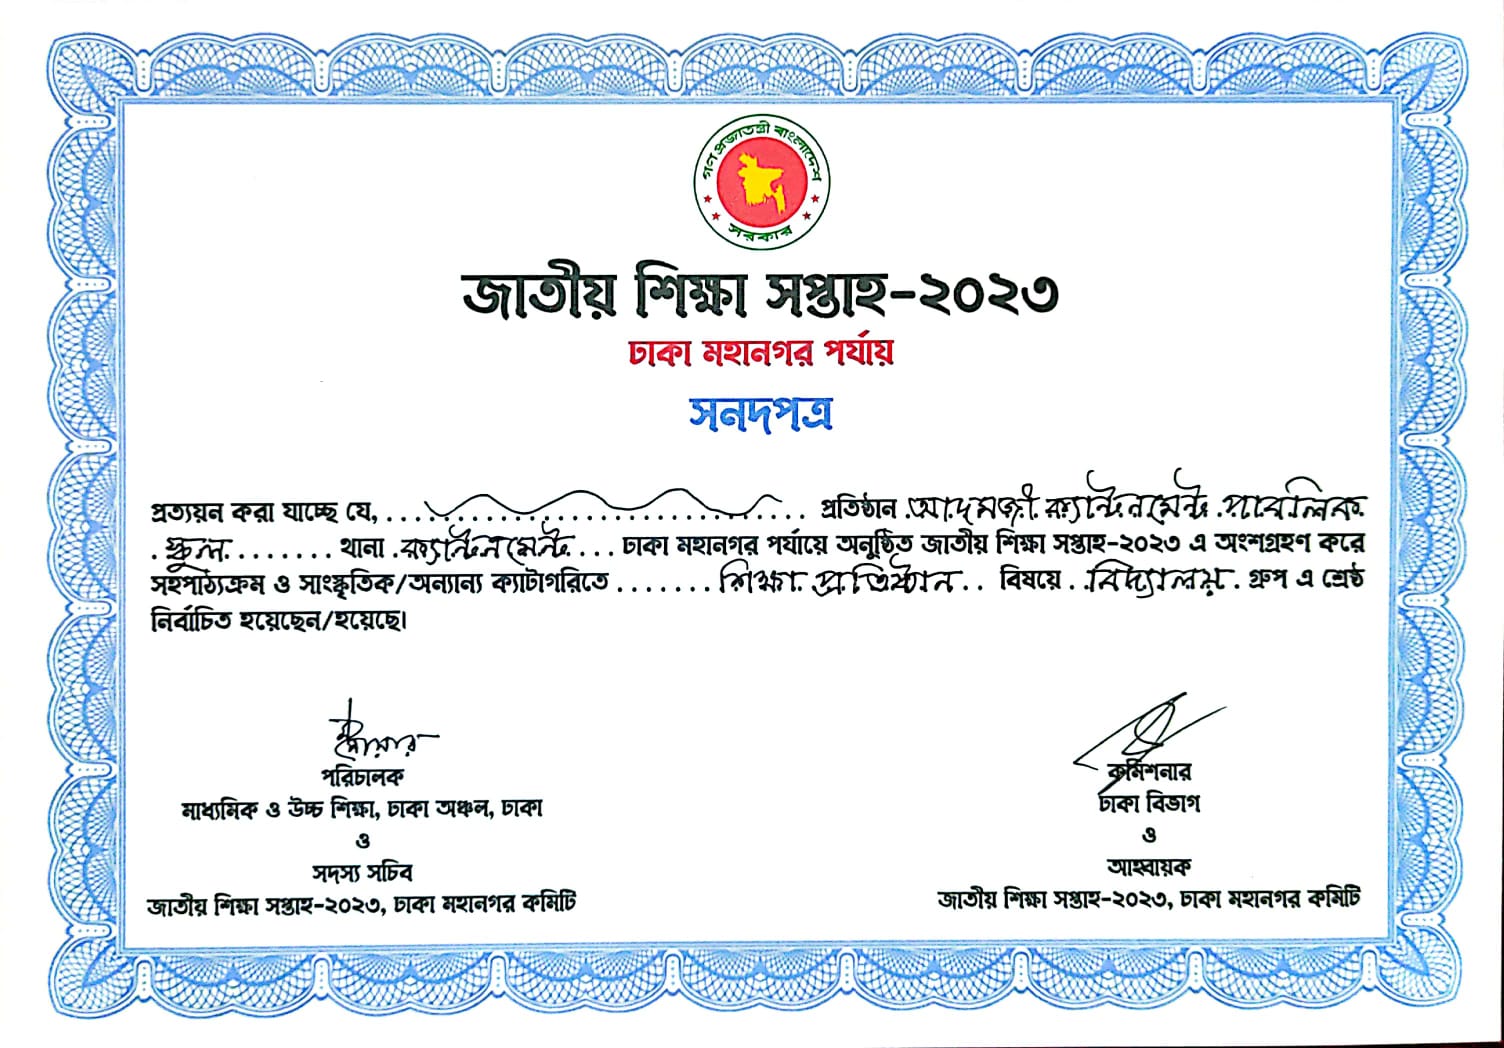 গণপ্রজাতন্ত্রী বাংলাদেশ
সরকার
জাতীয় শিক্ষা সপ্তাহ-২০২৩
ঢাকা মহানগর পর্যায়
সনদপত্র
প্রত্যয়ন করা যাচ্ছে যে, .................... প্রতিষ্ঠান আদমজী ক্যান্টনমেন্ট পাবলিক
স্কুল........ থানা ক্যান্টনমেন্ট... ঢাকা মহানগর পর্যায়ে অনুষ্ঠিত জাতীয় শিক্ষা সপ্তাহ-২০২৩ এ অংশগ্রহণ করে
সহপাঠ্যক্রম ও সাংস্কৃতিক/অন্যান্য ক্যাটাগরিতে ....... শিক্ষা প্রতিষ্ঠান .. বিষয়ে .. বিদ্যালয় . গ্রুপ এ শ্রেষ্ঠ
নির্বাচিত হয়েছেন/হয়েছে।
পরিচালক
মাধ্যমিক ও উচ্চ শিক্ষা, ঢাকা অঞ্চল, ঢাকা
ও
সদস্য সচিব
জাতীয় শিক্ষা সপ্তাহ-২০২৩, ঢাকা মহানগর কমিটি
কমিশনার
ঢাকা বিভাগ
ও
আহ্বায়ক
জাতীয় শিক্ষা সপ্তাহ-২০২৩, ঢাকা মহানগর কমিটি